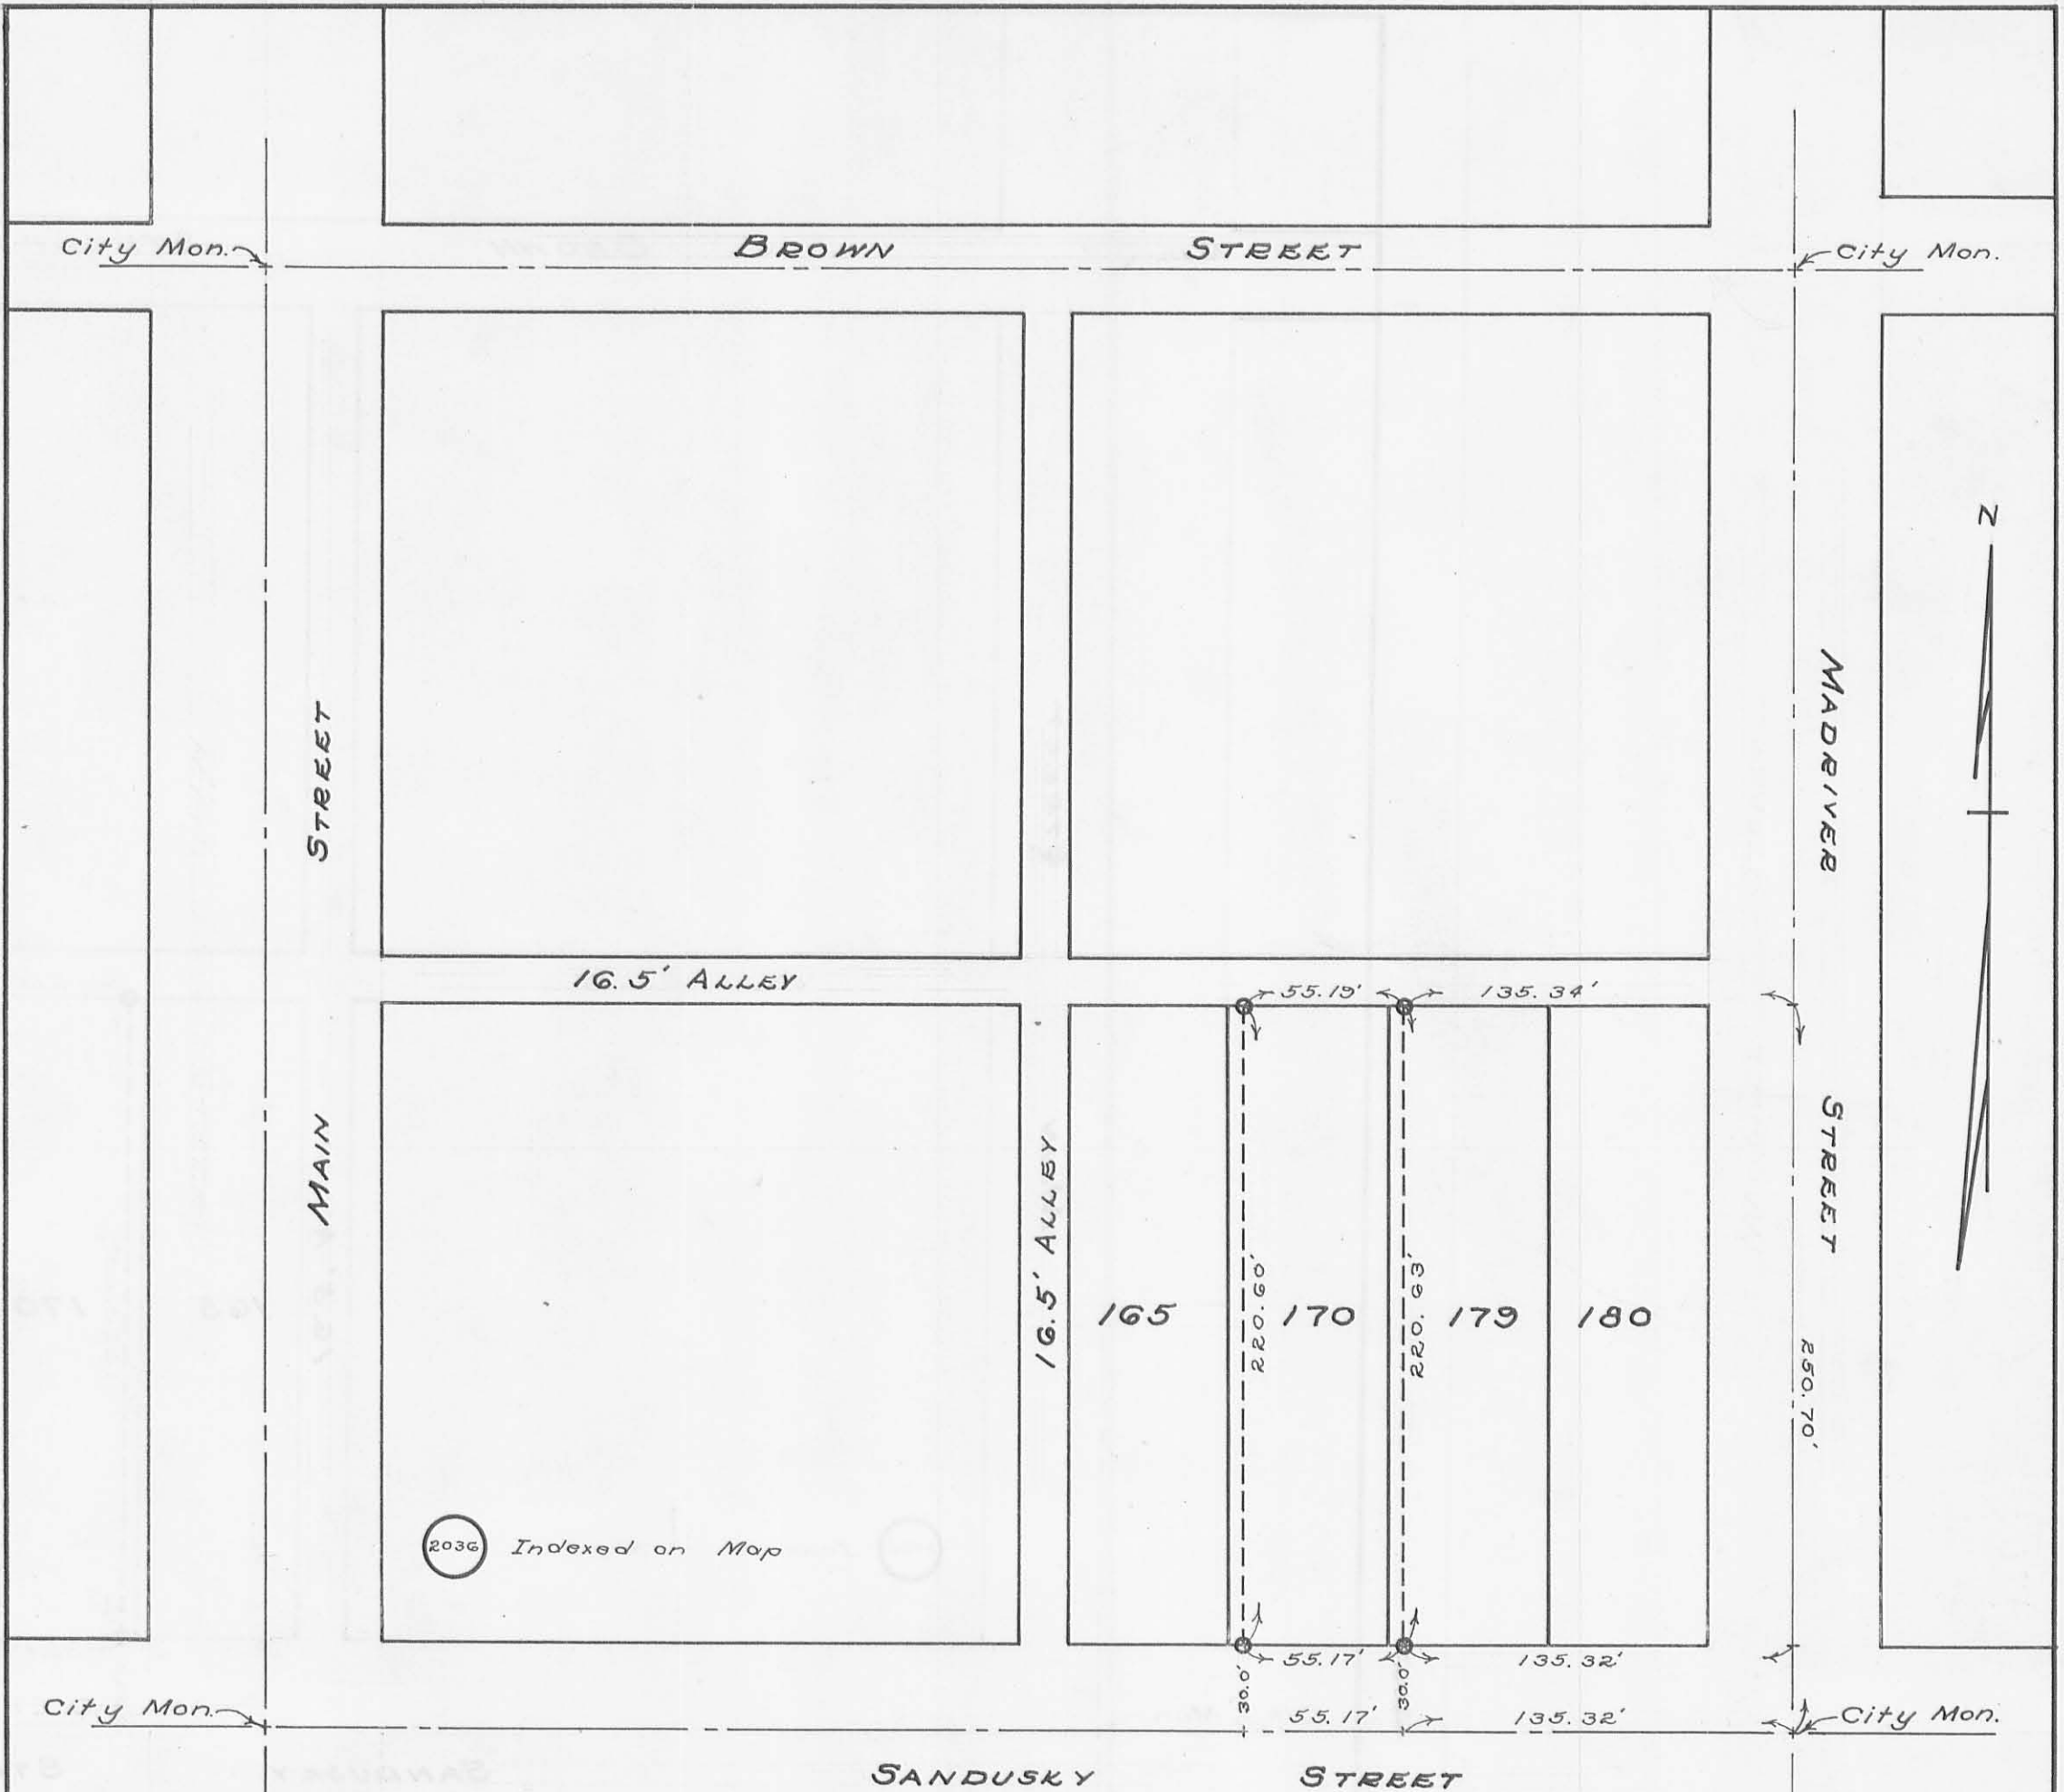 City Mon.
BROWN STREET
City Mon.
N
STREET
MADRIVER
16.5' ALLEY
55.19'
135.34'
MAIN
16.5' ALLEY
STREET
165
220.60'
170
220.63'
179
180
250.70'
2036 Indexed on Map
55.17'
135.32'
30.0'
30.0'
City Mon.
55.17'
135.32'
City Mon.
SANDUSKY STREET